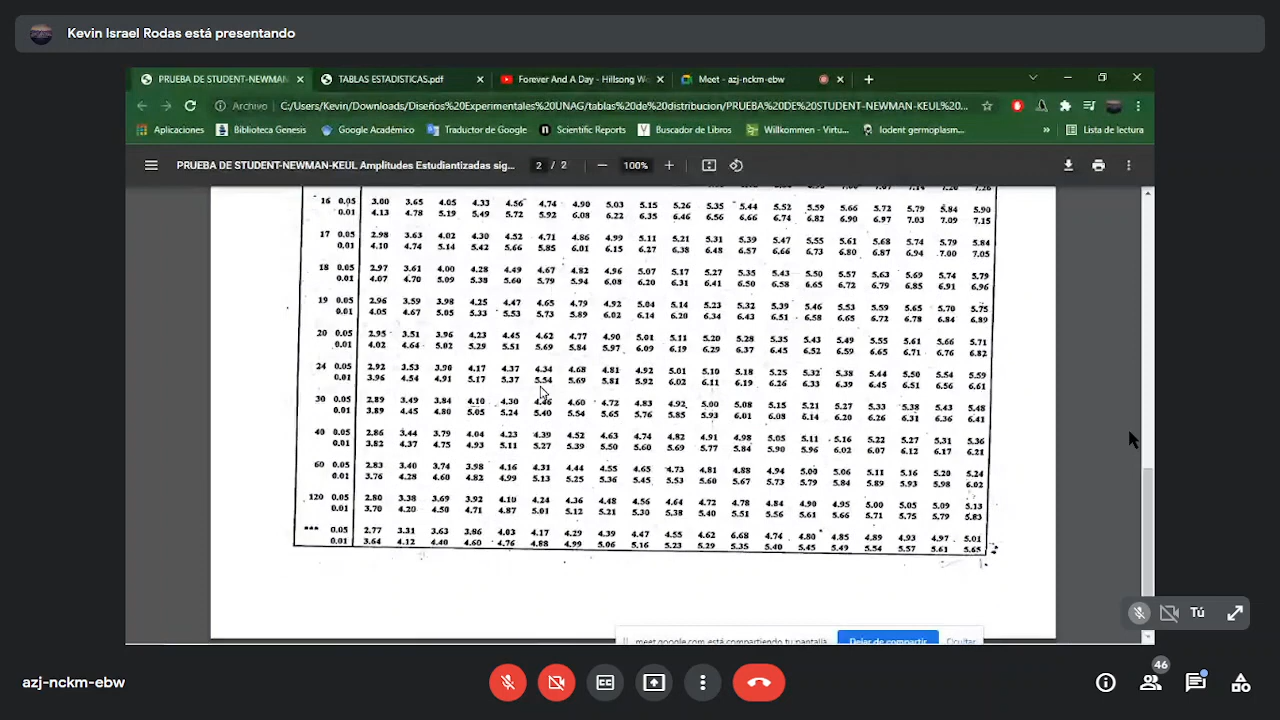 Kevin Israel Rodas está presentando
PRUEBA DE STUDENT-NEWMAN TABLAS ESTADISTICAS.pdf Forever And A Day - Hillsong W Meet - azj-nckm-ebw
Archivo C:/Users/Kevin/Downloads/Diseños%20Experimentales%20UNAG/tablas%20de%20distribucion/PRUEBA%20DE%20STUDENT-NEWMAN-KEUL%20...
Aplicaciones Biblioteca Genesis Google Académico Traductor de Google Scientific Reports Buscador de Libros Willkommen - Virtu... Iodent germoplasm... » Lista de lectura
PRUEBA DE STUDENT-NEWMAN-KEUL Amplitudes Estudiantizadas sig... 2 / 2 100%
16 0.05 3.00 3.65 4.05 4.33 4.56 4.74 4.90 5.03 5.15 5.26 5.35 5.44 5.52 5.59 5.66 5.72 5.79 5.84 5.90
0.01 4.13 4.78 5.19 5.49 5.72 5.92 6.08 6.22 6.35 6.46 6.56 6.66 6.74 6.82 6.90 6.97 7.03 7.09 7.15
17 0.05 2.98 3.63 4.02 4.30 4.52 4.71 4.86 4.99 5.11 5.21 5.31 5.39 5.47 5.55 5.61 5.68 5.74 5.79 5.84
0.01 4.10 4.74 5.14 5.42 5.66 5.85 6.01 6.15 6.27 6.38 6.48 6.57 6.66 6.73 6.80 6.87 6.94 7.00 7.05
18 0.05 2.97 3.61 4.00 4.28 4.49 4.67 4.82 4.96 5.07 5.17 5.27 5.35 5.43 5.50 5.57 5.63 5.69 5.74 5.79
0.01 4.07 4.70 5.09 5.38 5.60 5.79 5.94 6.08 6.20 6.31 6.41 6.50 6.58 6.65 6.72 6.79 6.85 6.91 6.96
19 0.05 2.96 3.59 3.98 4.25 4.47 4.65 4.79 4.92 5.04 5.14 5.23 5.32 5.39 5.46 5.53 5.59 5.65 5.70 5.75
0.01 4.05 4.67 5.05 5.33 5.53 5.73 5.89 6.02 6.14 6.20 6.34 6.43 6.51 6.58 6.65 6.72 6.78 6.84 6.89
20 0.05 2.95 3.51 3.96 4.23 4.45 4.62 4.77 4.90 5.01 5.11 5.20 5.28 5.35 5.43 5.49 5.55 5.61 5.66 5.71
0.01 4.02 4.64 5.02 5.29 5.51 5.69 5.84 5.97 6.09 6.19 6.29 6.37 6.45 6.52 6.59 6.65 6.71 6.76 6.82
24 0.05 2.92 3.53 3.90 4.17 4.37 4.34 4.68 4.81 4.92 5.01 5.10 5.18 5.25 5.32 5.38 5.44 5.50 5.54 5.59
0.01 3.96 4.54 4.91 5.17 5.37 5.54 5.69 5.81 5.92 6.02 6.11 6.19 6.26 6.33 6.39 6.45 6.51 6.56 6.61
30 0.05 2.89 3.49 3.84 4.10 4.30 4.46 4.60 4.72 4.83 4.92 5.00 5.08 5.15 5.21 5.27 5.33 5.38 5.43 5.48
0.01 3.89 4.45 4.80 5.05 5.24 5.40 5.54 5.65 5.76 5.85 5.93 6.01 6.08 6.14 6.20 6.26 6.31 6.36 6.41
40 0.05 2.86 3.44 3.79 4.04 4.23 4.39 4.52 4.63 4.74 4.82 4.91 4.98 5.05 5.11 5.16 5.22 5.27 5.31 5.36
0.01 3.82 4.37 4.75 4.93 5.11 5.27 5.39 5.50 5.60 5.69 5.77 5.84 5.90 5.96 6.02 6.07 6.12 6.17 6.21
60 0.05 2.83 3.40 3.74 3.98 4.16 4.31 4.44 4.55 4.65 4.73 4.81 4.88 4.94 5.00 5.06 5.11 5.16 5.20 5.24
0.01 3.76 4.28 4.60 4.82 4.99 5.13 5.25 5.36 5.45 5.53 5.60 5.67 5.73 5.79 5.84 5.89 5.93 5.98 6.02
120 0.05 2.80 3.38 3.69 3.92 4.10 4.24 4.36 4.48 4.56 4.64 4.72 4.78 4.84 4.90 4.95 5.00 5.05 5.09 5.13
0.01 3.70 4.20 4.50 4.71 4.87 5.01 5.12 5.21 5.30 5.38 5.40 5.51 5.56 5.61 5.66 5.71 5.75 5.79 5.83
*** 0.05 2.77 3.31 3.63 3.86 4.03 4.17 4.29 4.39 4.47 4.55 4.62 6.68 4.74 4.80 4.85 4.89 4.93 4.97 5.01
0.01 3.64 4.12 4.40 4.60 4.76 4.88 4.99 5.06 5.16 5.23 5.29 5.35 5.40 5.45 5.49 5.54 5.57 5.61 5.65
Tú
meet.google.com está compartiendo tu pantalla. Dejar de compartir Ocultar
azj-nckm-ebw
46